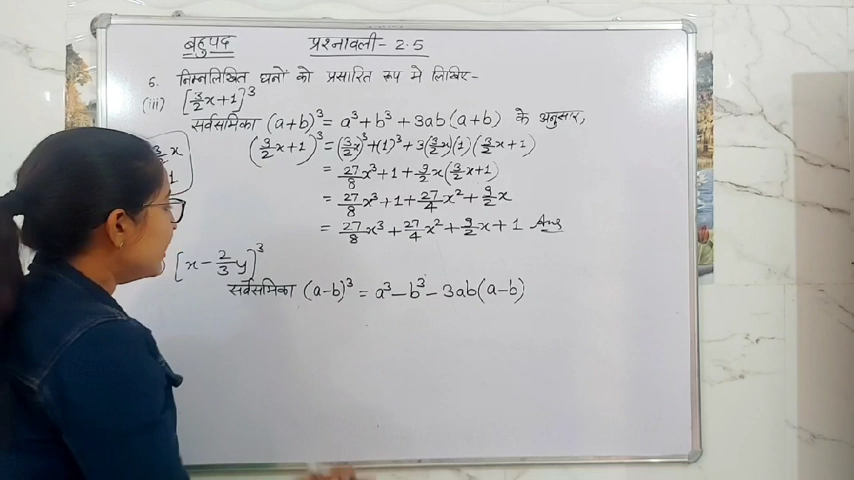 बहुपद प्रश्नावली- 2.5
6. निम्नलिखित घनों को प्रसारित रूप मे लिखिए-
(iii) [3/2x+1]^3
सर्वसमिका (a+b)^3 = a^3+b^3+3ab(a+b) के अनुसार,
(3/2x+1)^3 = (3/2x)^3+(1)^3+3(3/2x)(1)(3/2x+1)
x
1
= 27/8x^3+1+9/2x(3/2x+1)
= 27/8x^3+1+27/4x^2+9/2x
= 27/8x^3+27/4x^2+9/2x+1 Ans
[x-2/3y]^3
सर्वसमिका (a-b)^3 = a^3-b^3-3ab(a-b)